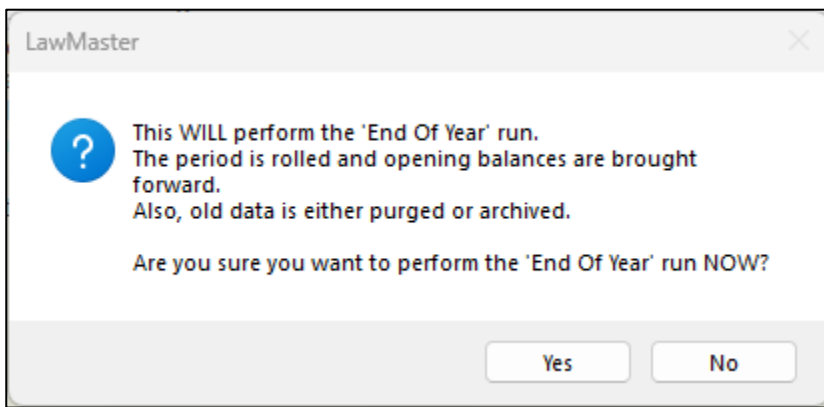 LawMaster
?
This WILL perform the 'End Of Year' run.
The period is rolled and opening balances are brought
forward.
Also, old data is either purged or archived.
Are you sure you want to perform the 'End Of Year' run NOW?
Yes No